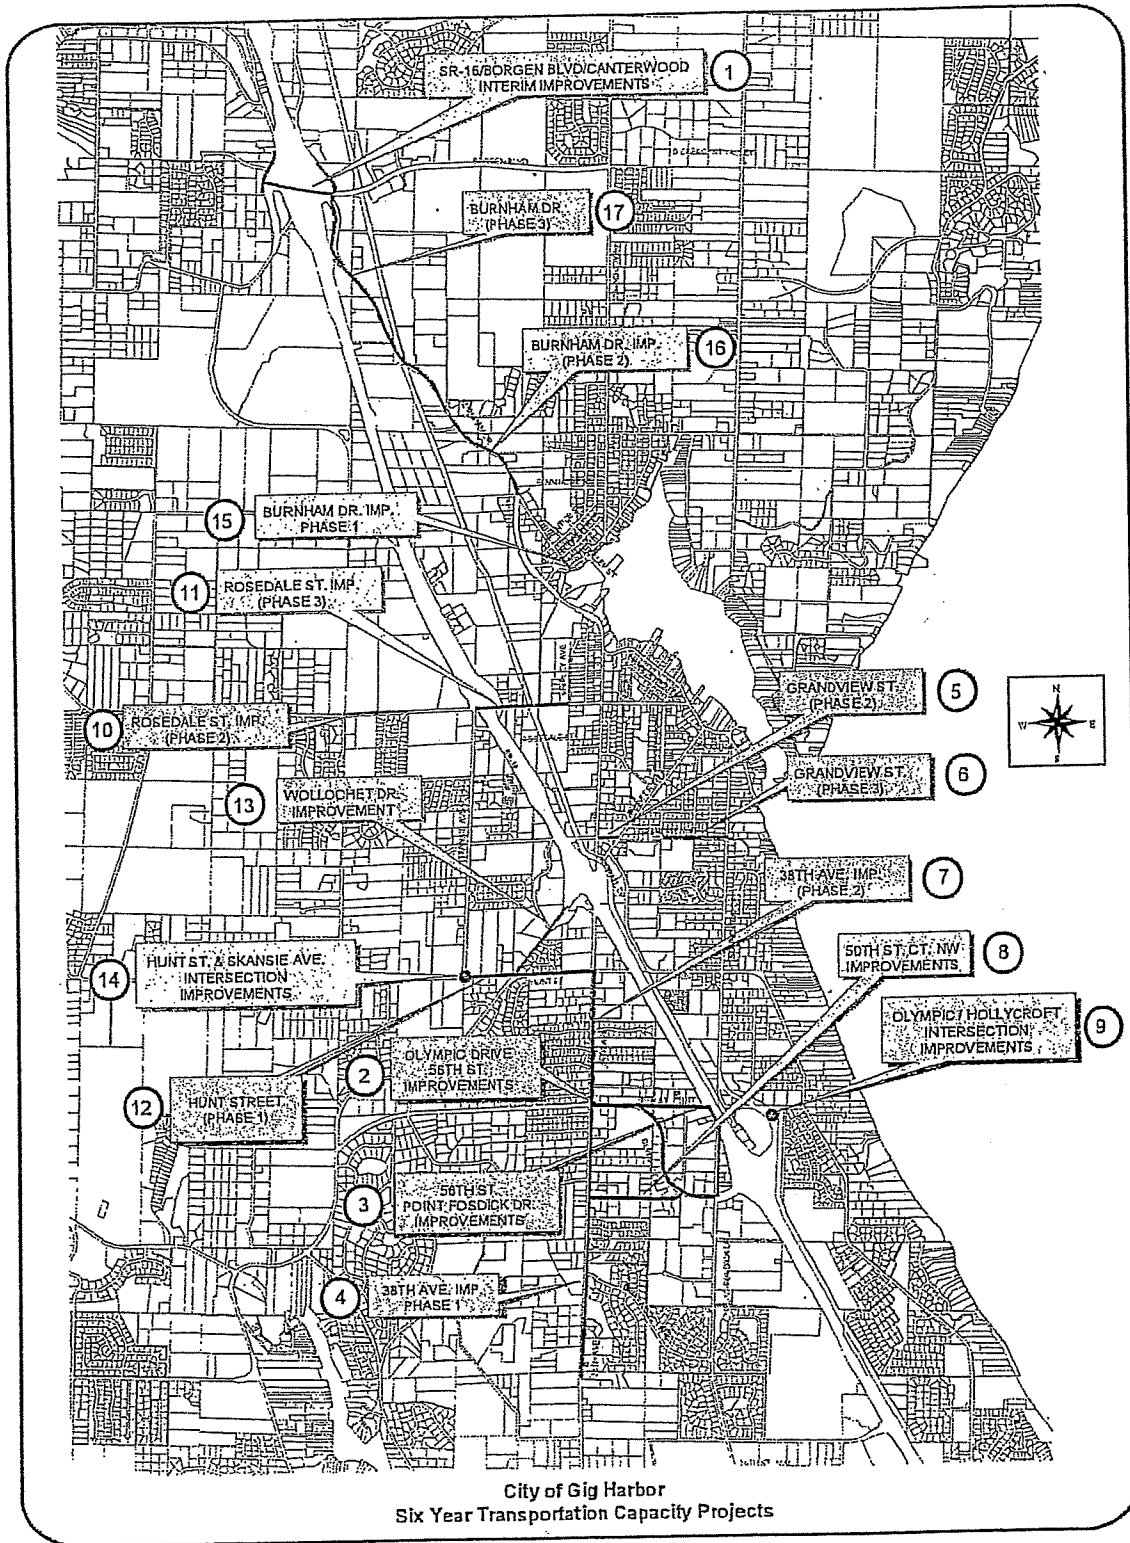 SR-16/BORGEN BLVD/CANTERWOOD
INTERIM IMPROVEMENTS
1
BURNHAM DR.
(PHASE 3)
17
BURNHAM DR. IMP.
(PHASE 2)
16
15
BURNHAM DR. IMP.
PHASE 1
11
ROSEDALE ST. IMP.
(PHASE 3)
GRANDVIEW ST.
(PHASE 2)
5
N
W E
S
10
ROSEDALE ST. IMP.
(PHASE 2)
GRANDVIEW ST.
(PHASE 3)
6
13
WOLLOCHET DR.
IMPROVEMENT
38TH AVE. IMP.
(PHASE 2)
7
50TH ST. CT. NW
IMPROVEMENTS
8
14
HUNT ST. & SKANSIE AVE.
INTERSECTION
IMPROVEMENTS
OLYMPIC / HOLLYCROFT
INTERSECTION
IMPROVEMENTS
9
2
OLYMPIC DRIVE
56TH ST.
IMPROVEMENTS
12
HUNT STREET
(PHASE 1)
3
56TH ST.
POINT FOSDICK DR.
IMPROVEMENTS
4
38TH AVE. IMP.
PHASE 1
City of Gig Harbor
Six Year Transportation Capacity Projects